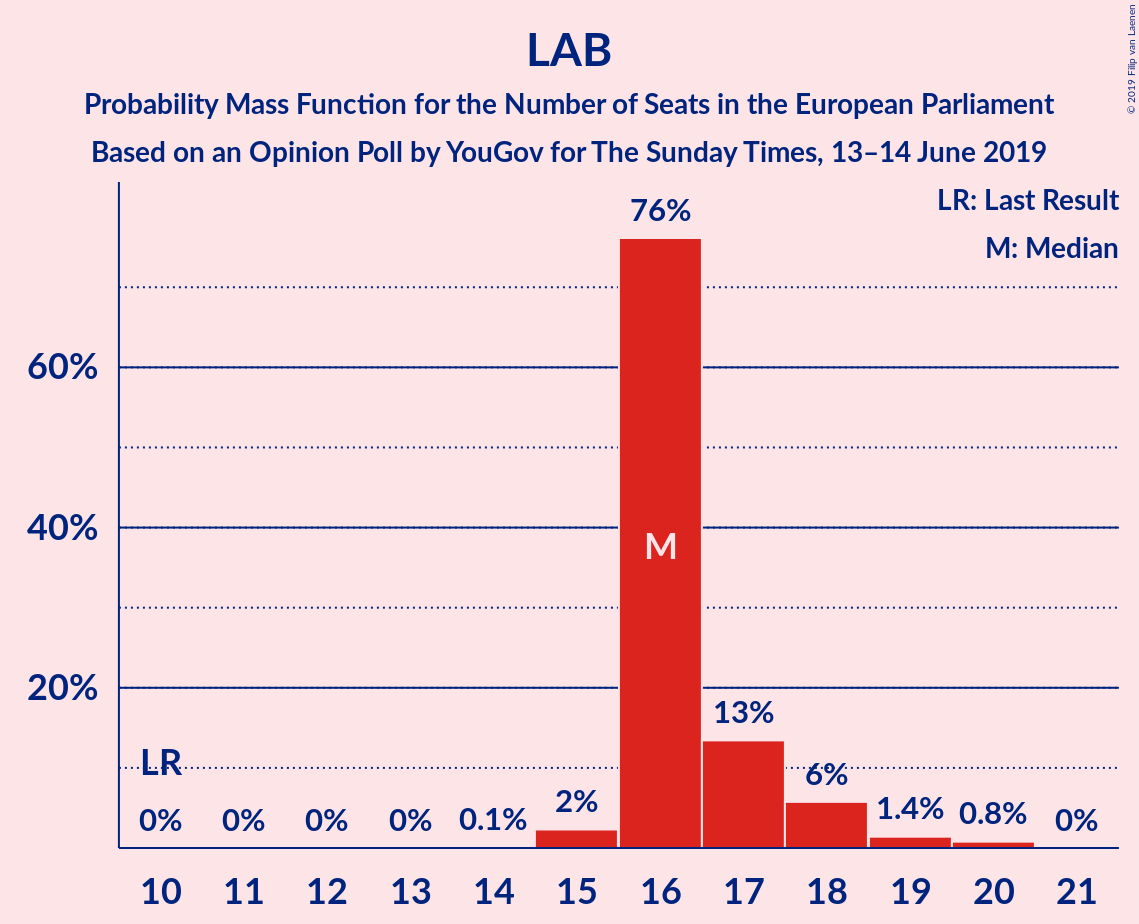 © 2019 Filip van Laenen
LAB
Probability Mass Function for the Number of Seats in the European Parliament
Based on an Opinion Poll by YouGov for The Sunday Times, 13–14 June 2019
LR: Last Result
M: Median
76%
60%
40%
M
20%
13%
LR
6%
0% 0% 0% 0% 0.1% 2% 1.4% 0.8% 0%
10 11 12 13 14 15 16 17 18 19 20 21